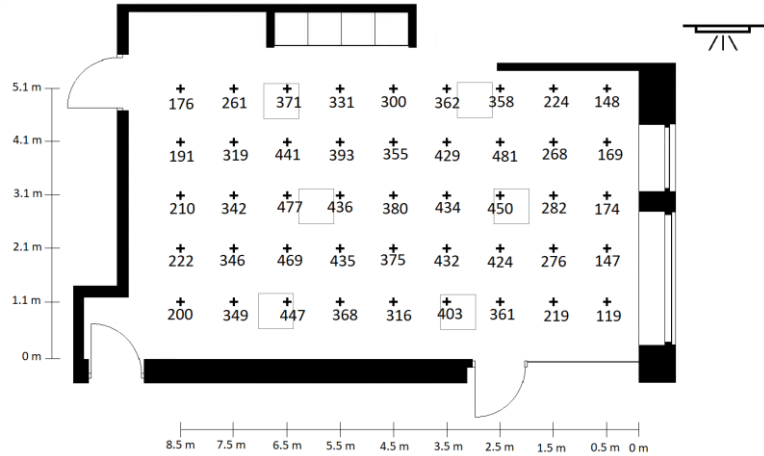 5.1 m
176 261 371 331 300 362 358 224 148
4.1 m
191 319 441 393 355 429 481 268 169
3.1 m
210 342 477 436 380 434 450 282 174
2.1 m
222 346 469 435 375 432 424 276 147
1.1 m
200 349 447 368 316 403 361 219 119
0 m
8.5 m 7.5 m 6.5 m 5.5 m 4.5 m 3.5 m 2.5 m 1.5 m 0.5 m 0 m